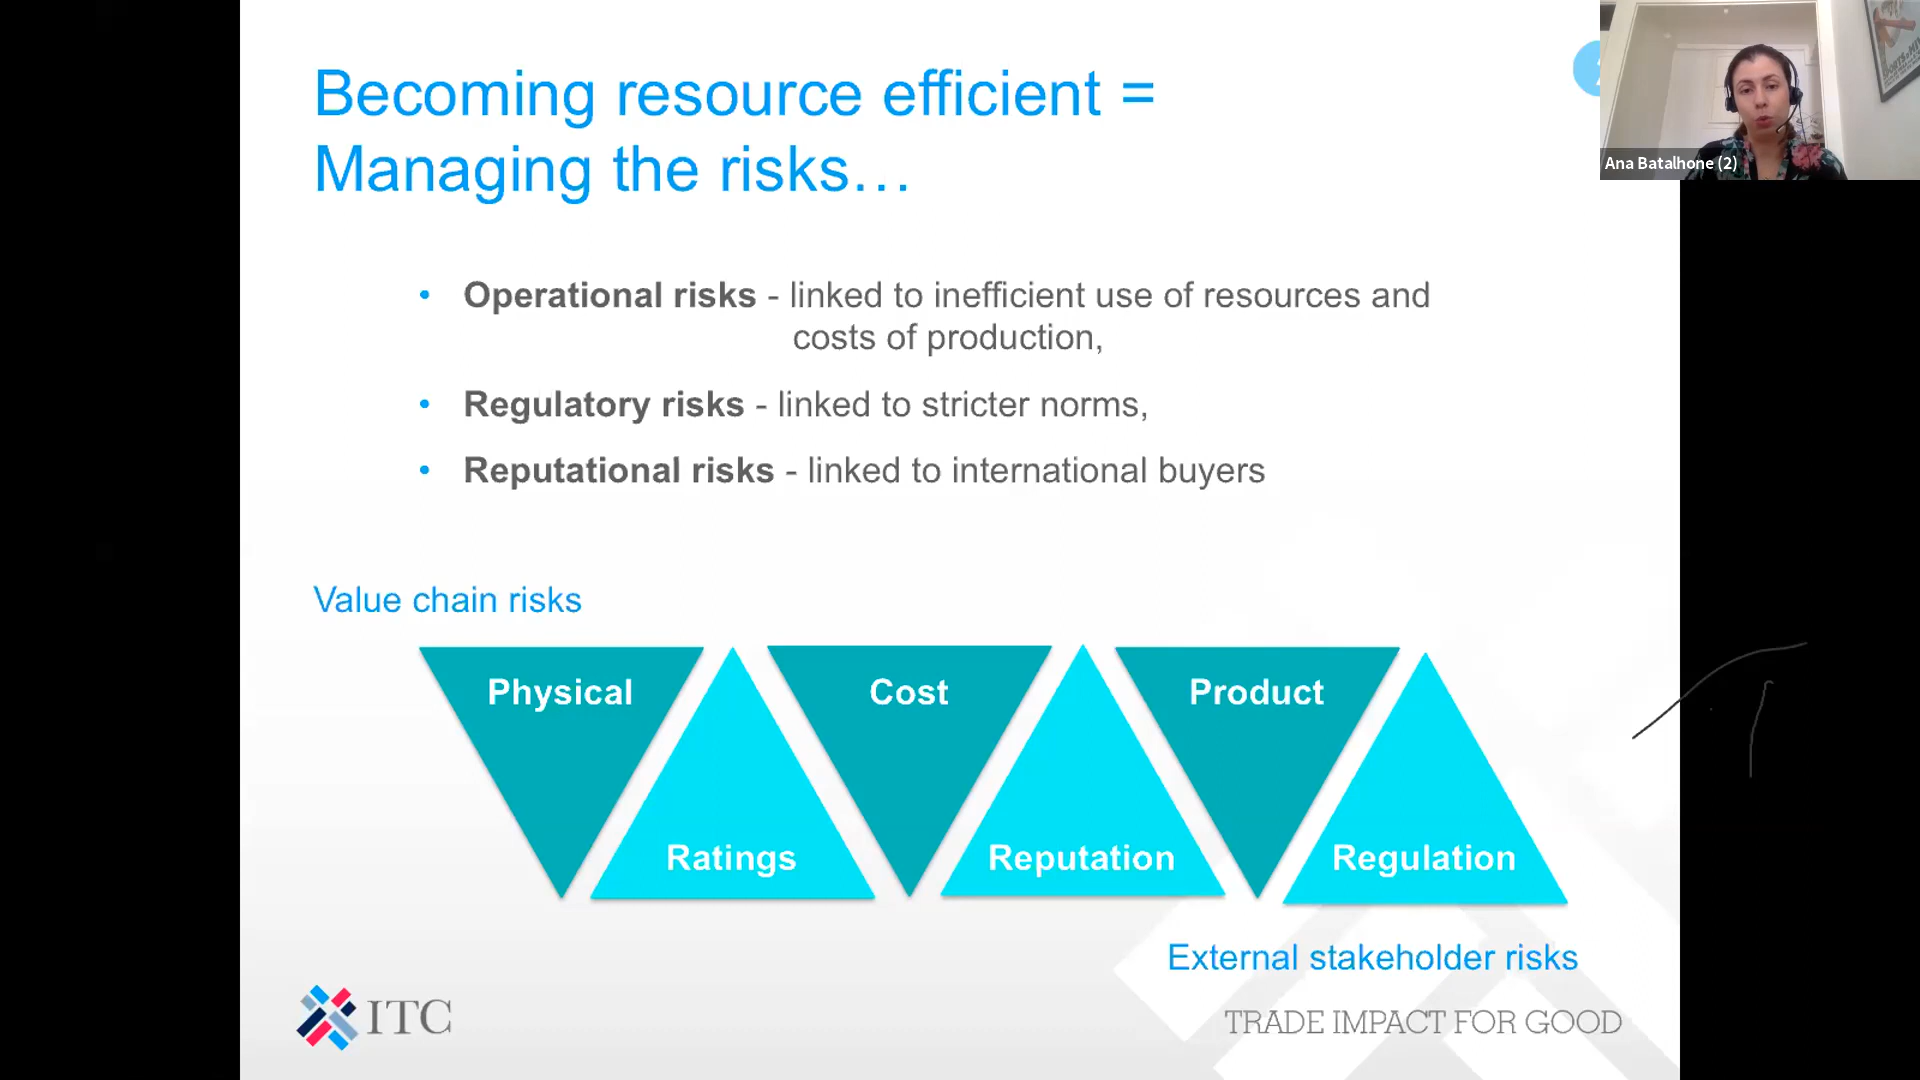 Becoming resource efficient =
Managing the risks…
Ana Batalhone (2)
• Operational risks - linked to inefficient use of resources and
costs of production,
• Regulatory risks - linked to stricter norms,
• Reputational risks - linked to international buyers
Value chain risks
Physical
Cost
Product
Ratings
Reputation
Regulation
External stakeholder risks
ITC
TRADE IMPACT FOR GOOD